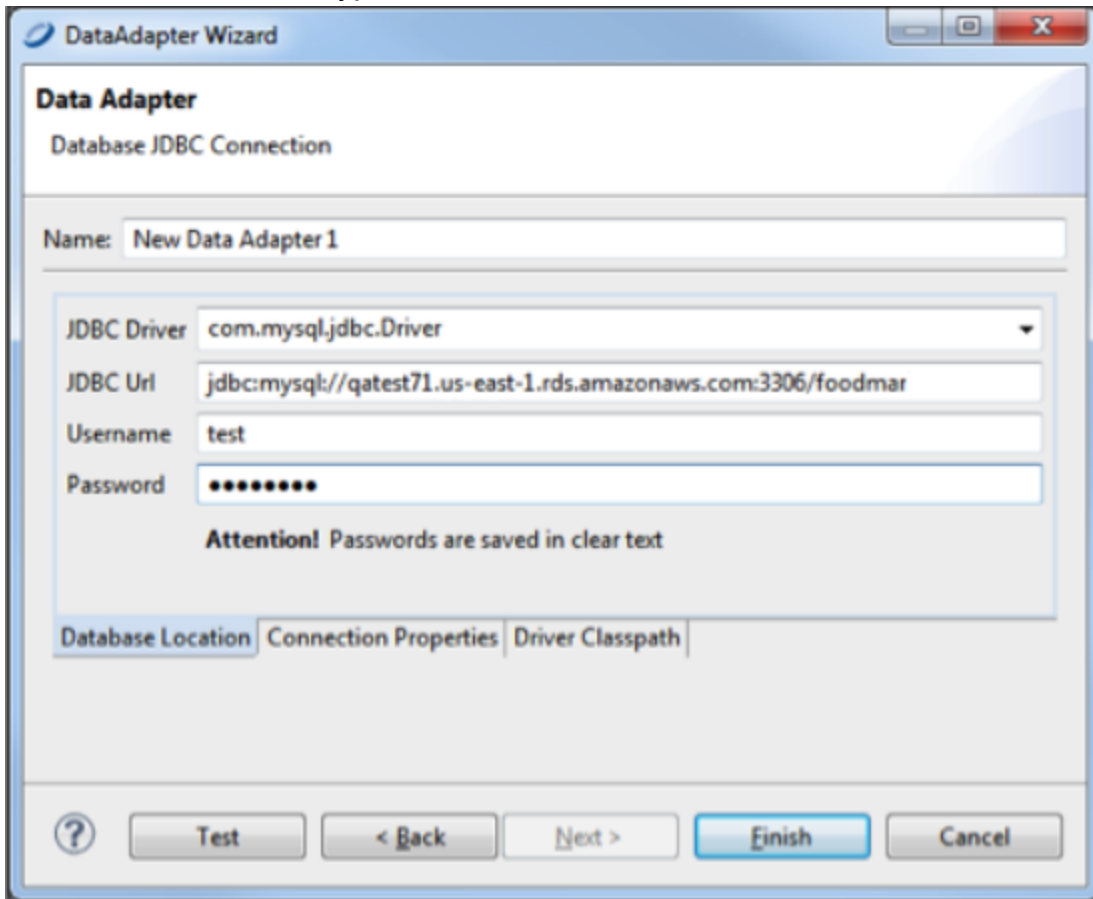 DataAdapter Wizard
Data Adapter
Database JDBC Connection
Name: New Data Adapter 1
JDBC Driver com.mysql.jdbc.Driver
JDBC Url jdbc:mysql://qatest71.us-east-1.rds.amazonaws.com:3306/foodmar
Username test
Password ••••••••
Attention! Passwords are saved in clear text
Database Location Connection Properties Driver Classpath
? Test < Back Next > Finish Cancel